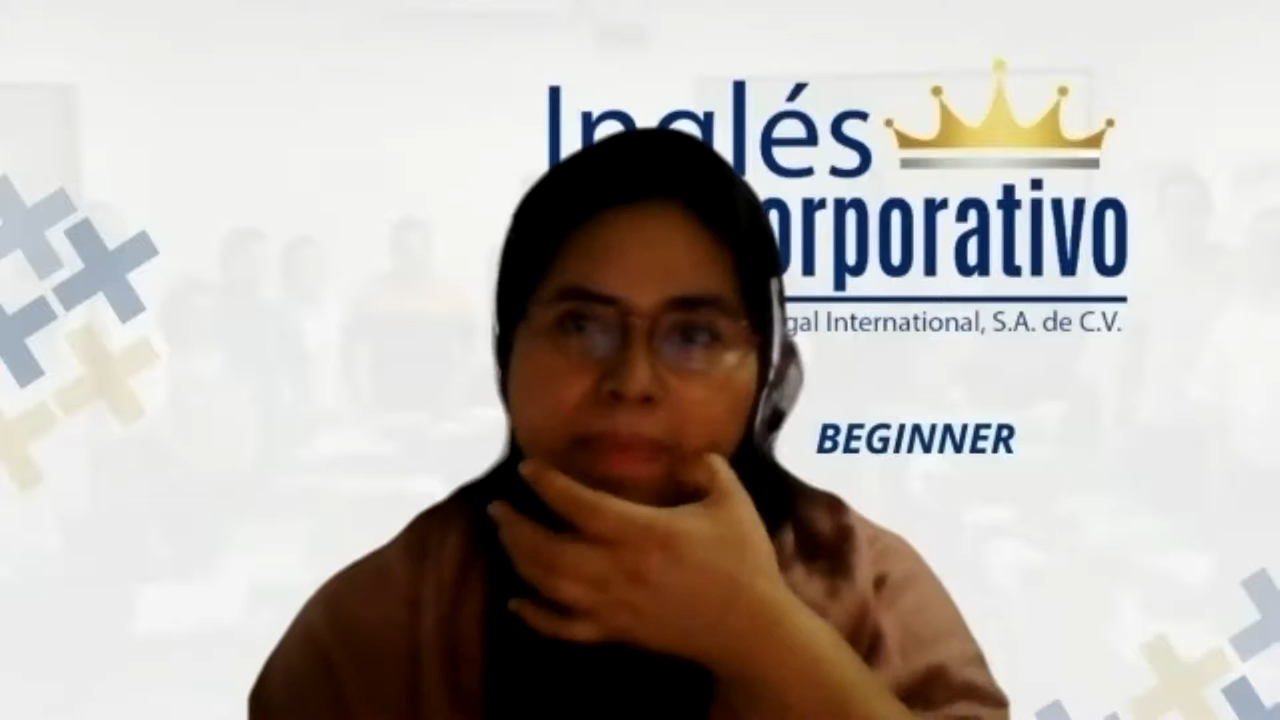 Inglés
orporativo
gal International, S.A. de C.V.
BEGINNER